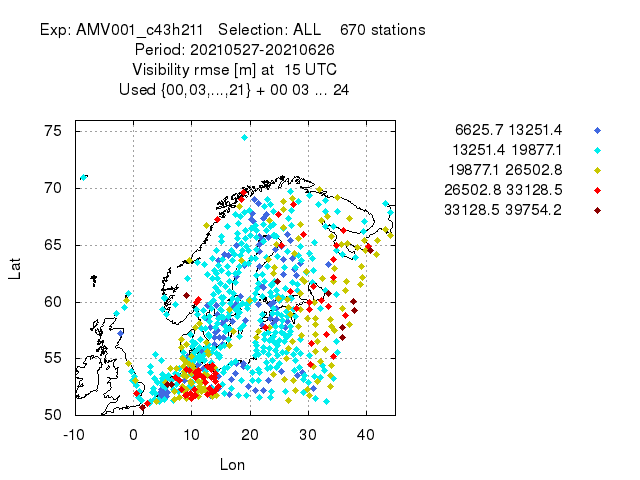 Exp: AMV001_c43h211   Selection: ALL    670 stations
Period: 20210527-20210626
Visibility rmse [m] at  15 UTC
Used {00,03,...,21} + 00 03 ... 24
75
70
65
60
55
50
Lat
-10 0 10 20 30 40
Lon
6625.7 13251.4
13251.4 19877.1
19877.1 26502.8
26502.8 33128.5
33128.5 39754.2